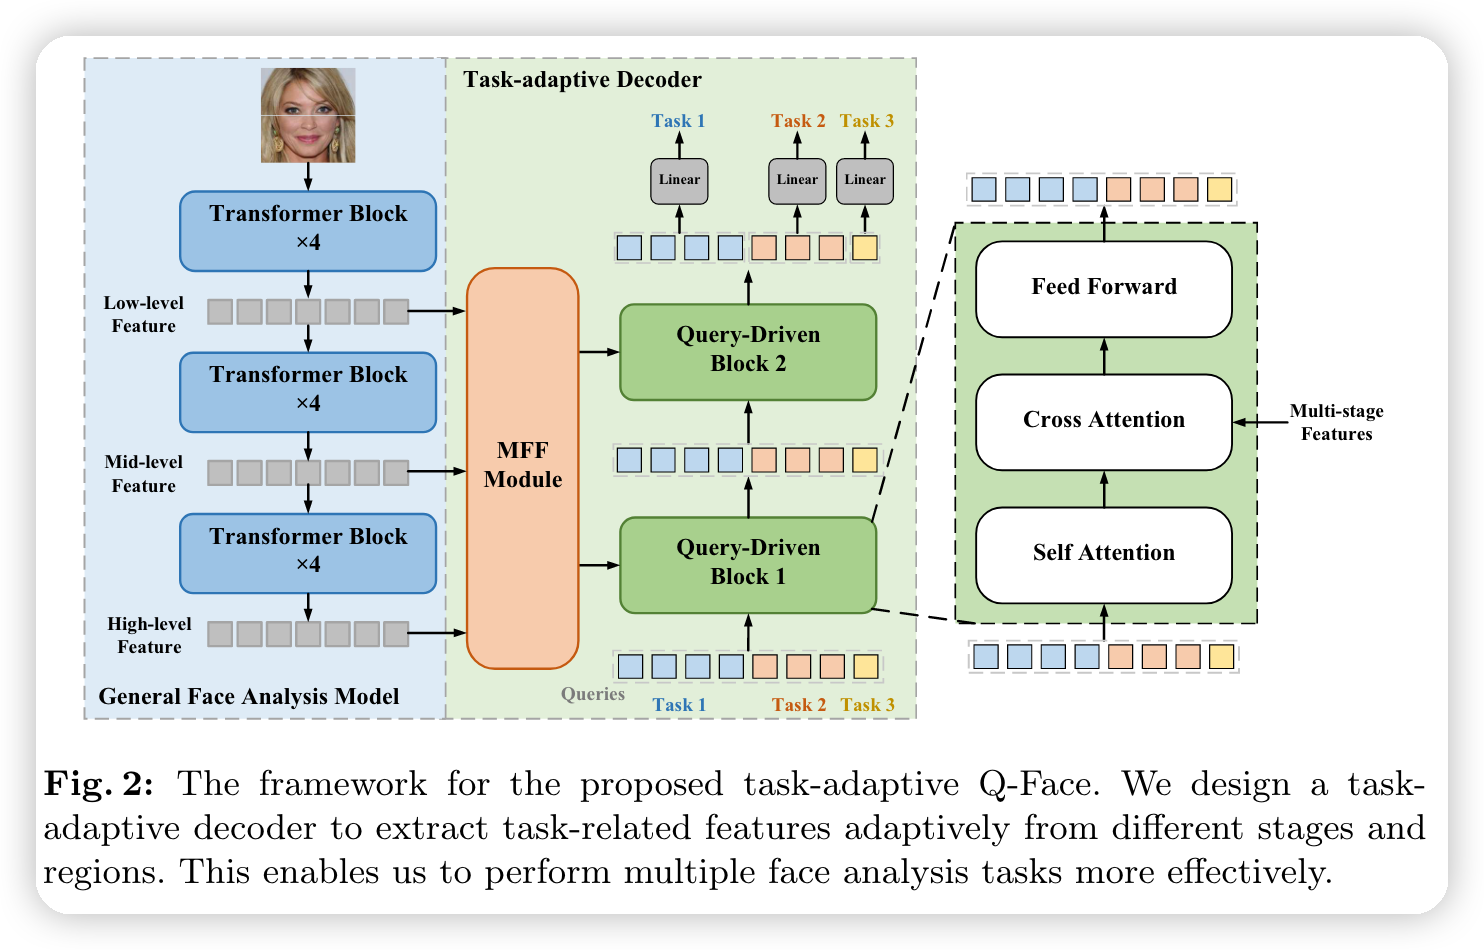 Task-adaptive Decoder
Task 1
Task 2
Task 3
Linear
Linear
Linear
Transformer Block
×4
Low-level
Feature
Transformer Block
×4
Mid-level
Feature
Transformer Block
×4
High-level
Feature
General Face Analysis Model
MFF
Module
Query-Driven
Block 2
Query-Driven
Block 1
Queries
Task 1
Task 2
Task 3
Feed Forward
Cross Attention
Multi-stage
Features
Self Attention
Fig. 2: The framework for the proposed task-adaptive Q-Face. We design a task-
adaptive decoder to extract task-related features adaptively from different stages and
regions. This enables us to perform multiple face analysis tasks more effectively.